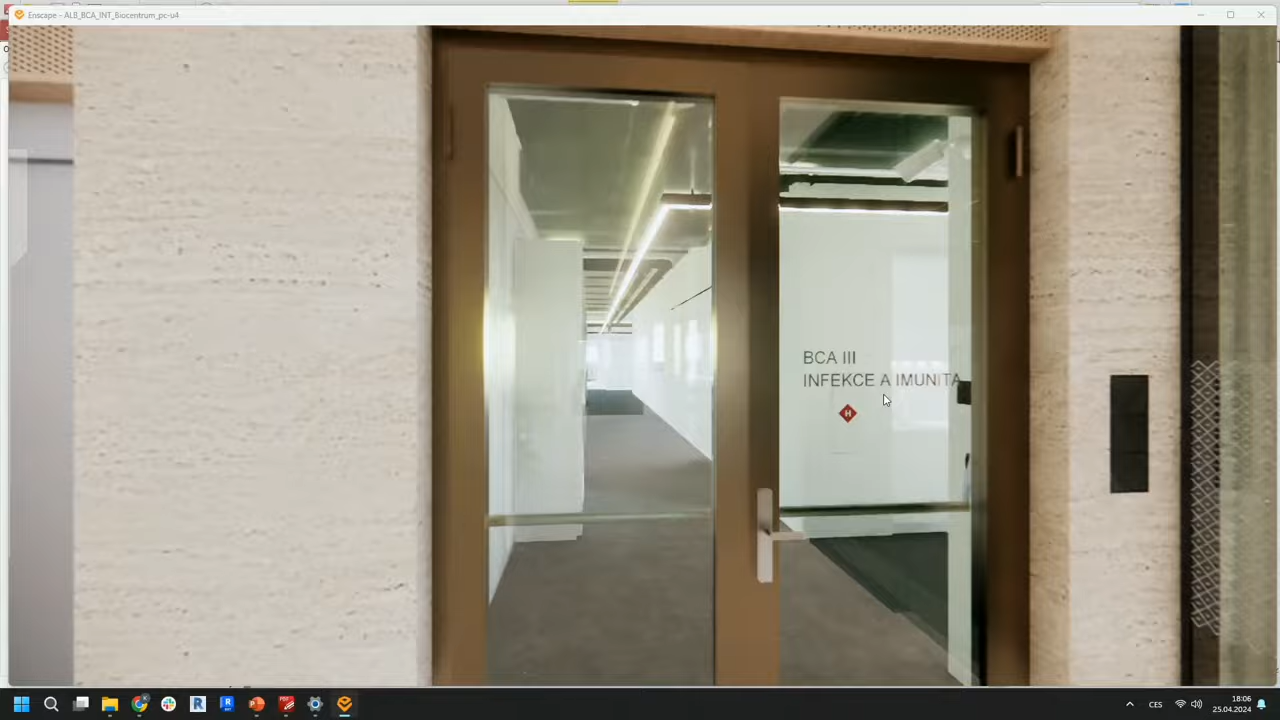 Enscape - ALB_BCA_INT_Biocentrum_pc-u4
BCA III
INFEKCE A IMUNITA
H
CES
18:06
25.04.2024